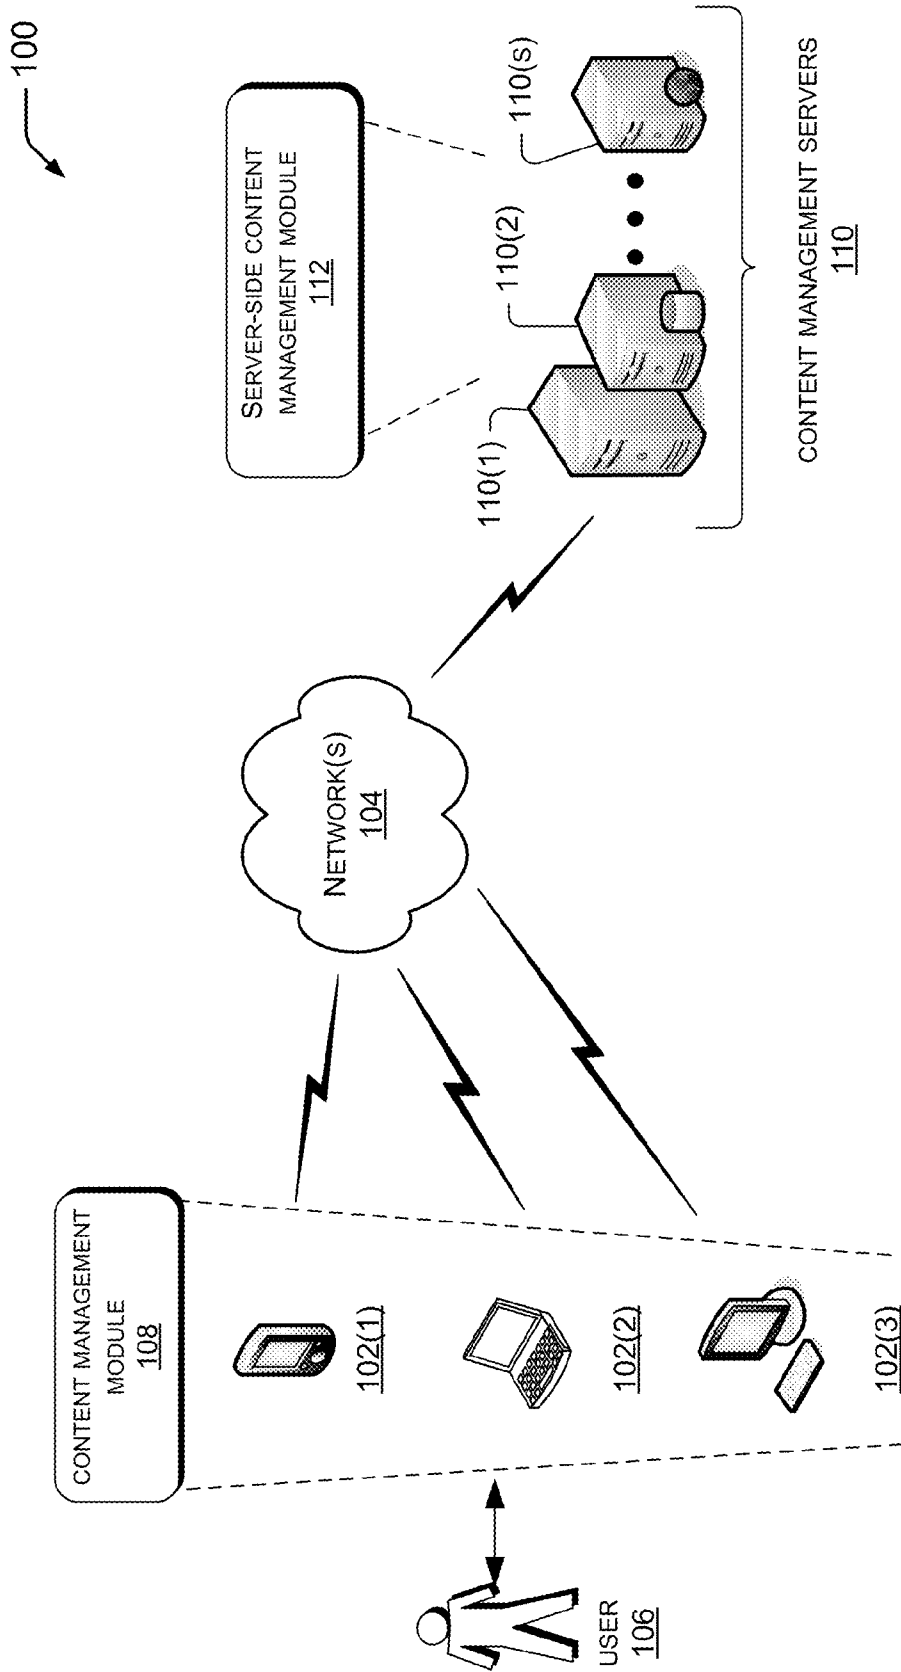 100
CONTENT MANAGEMENT
MODULE
108
SERVER-SIDE CONTENT
MANAGEMENT MODULE
112
NETWORK(S)
104
102(1)
102(2)
102(3)
USER
106
110(1)
110(2)
110(s)
CONTENT MANAGEMENT SERVERS
110